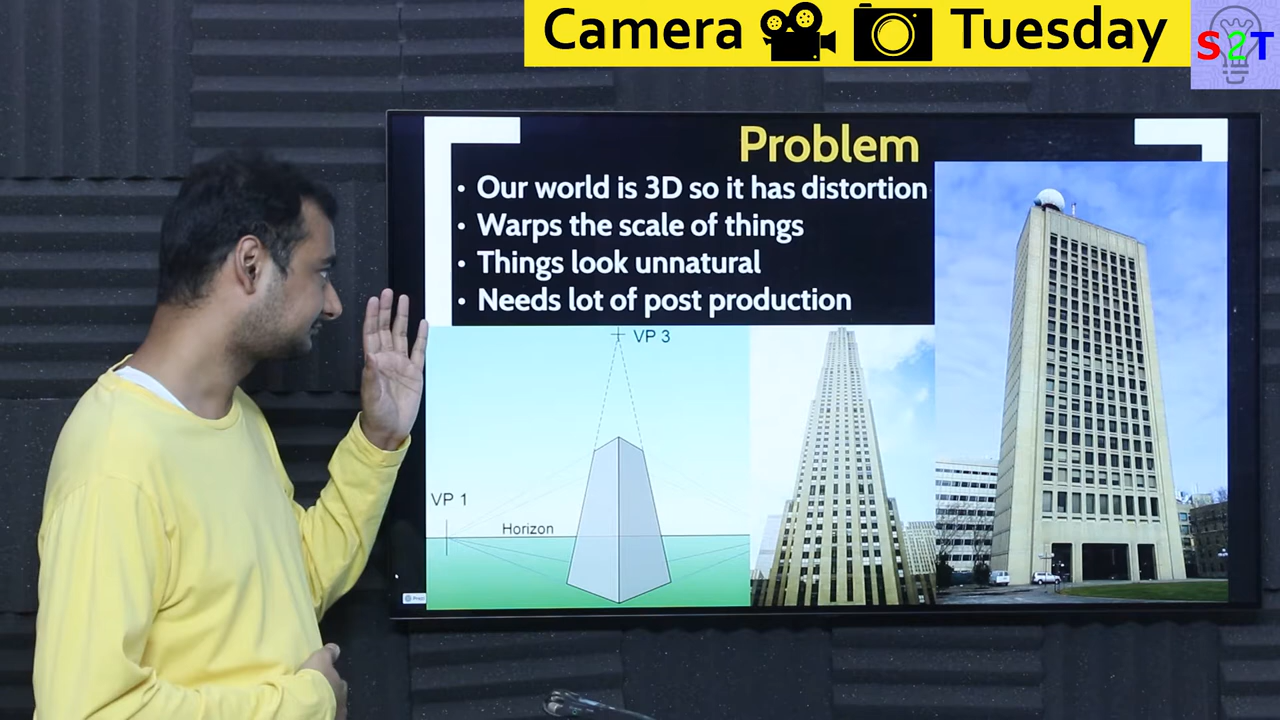 Camera Tuesday
S2T
Problem
• Our world is 3D so it has distortion
• Warps the scale of things
• Things look unnatural
• Needs lot of post production
VP 3
VP 1
Horizon
Prezi